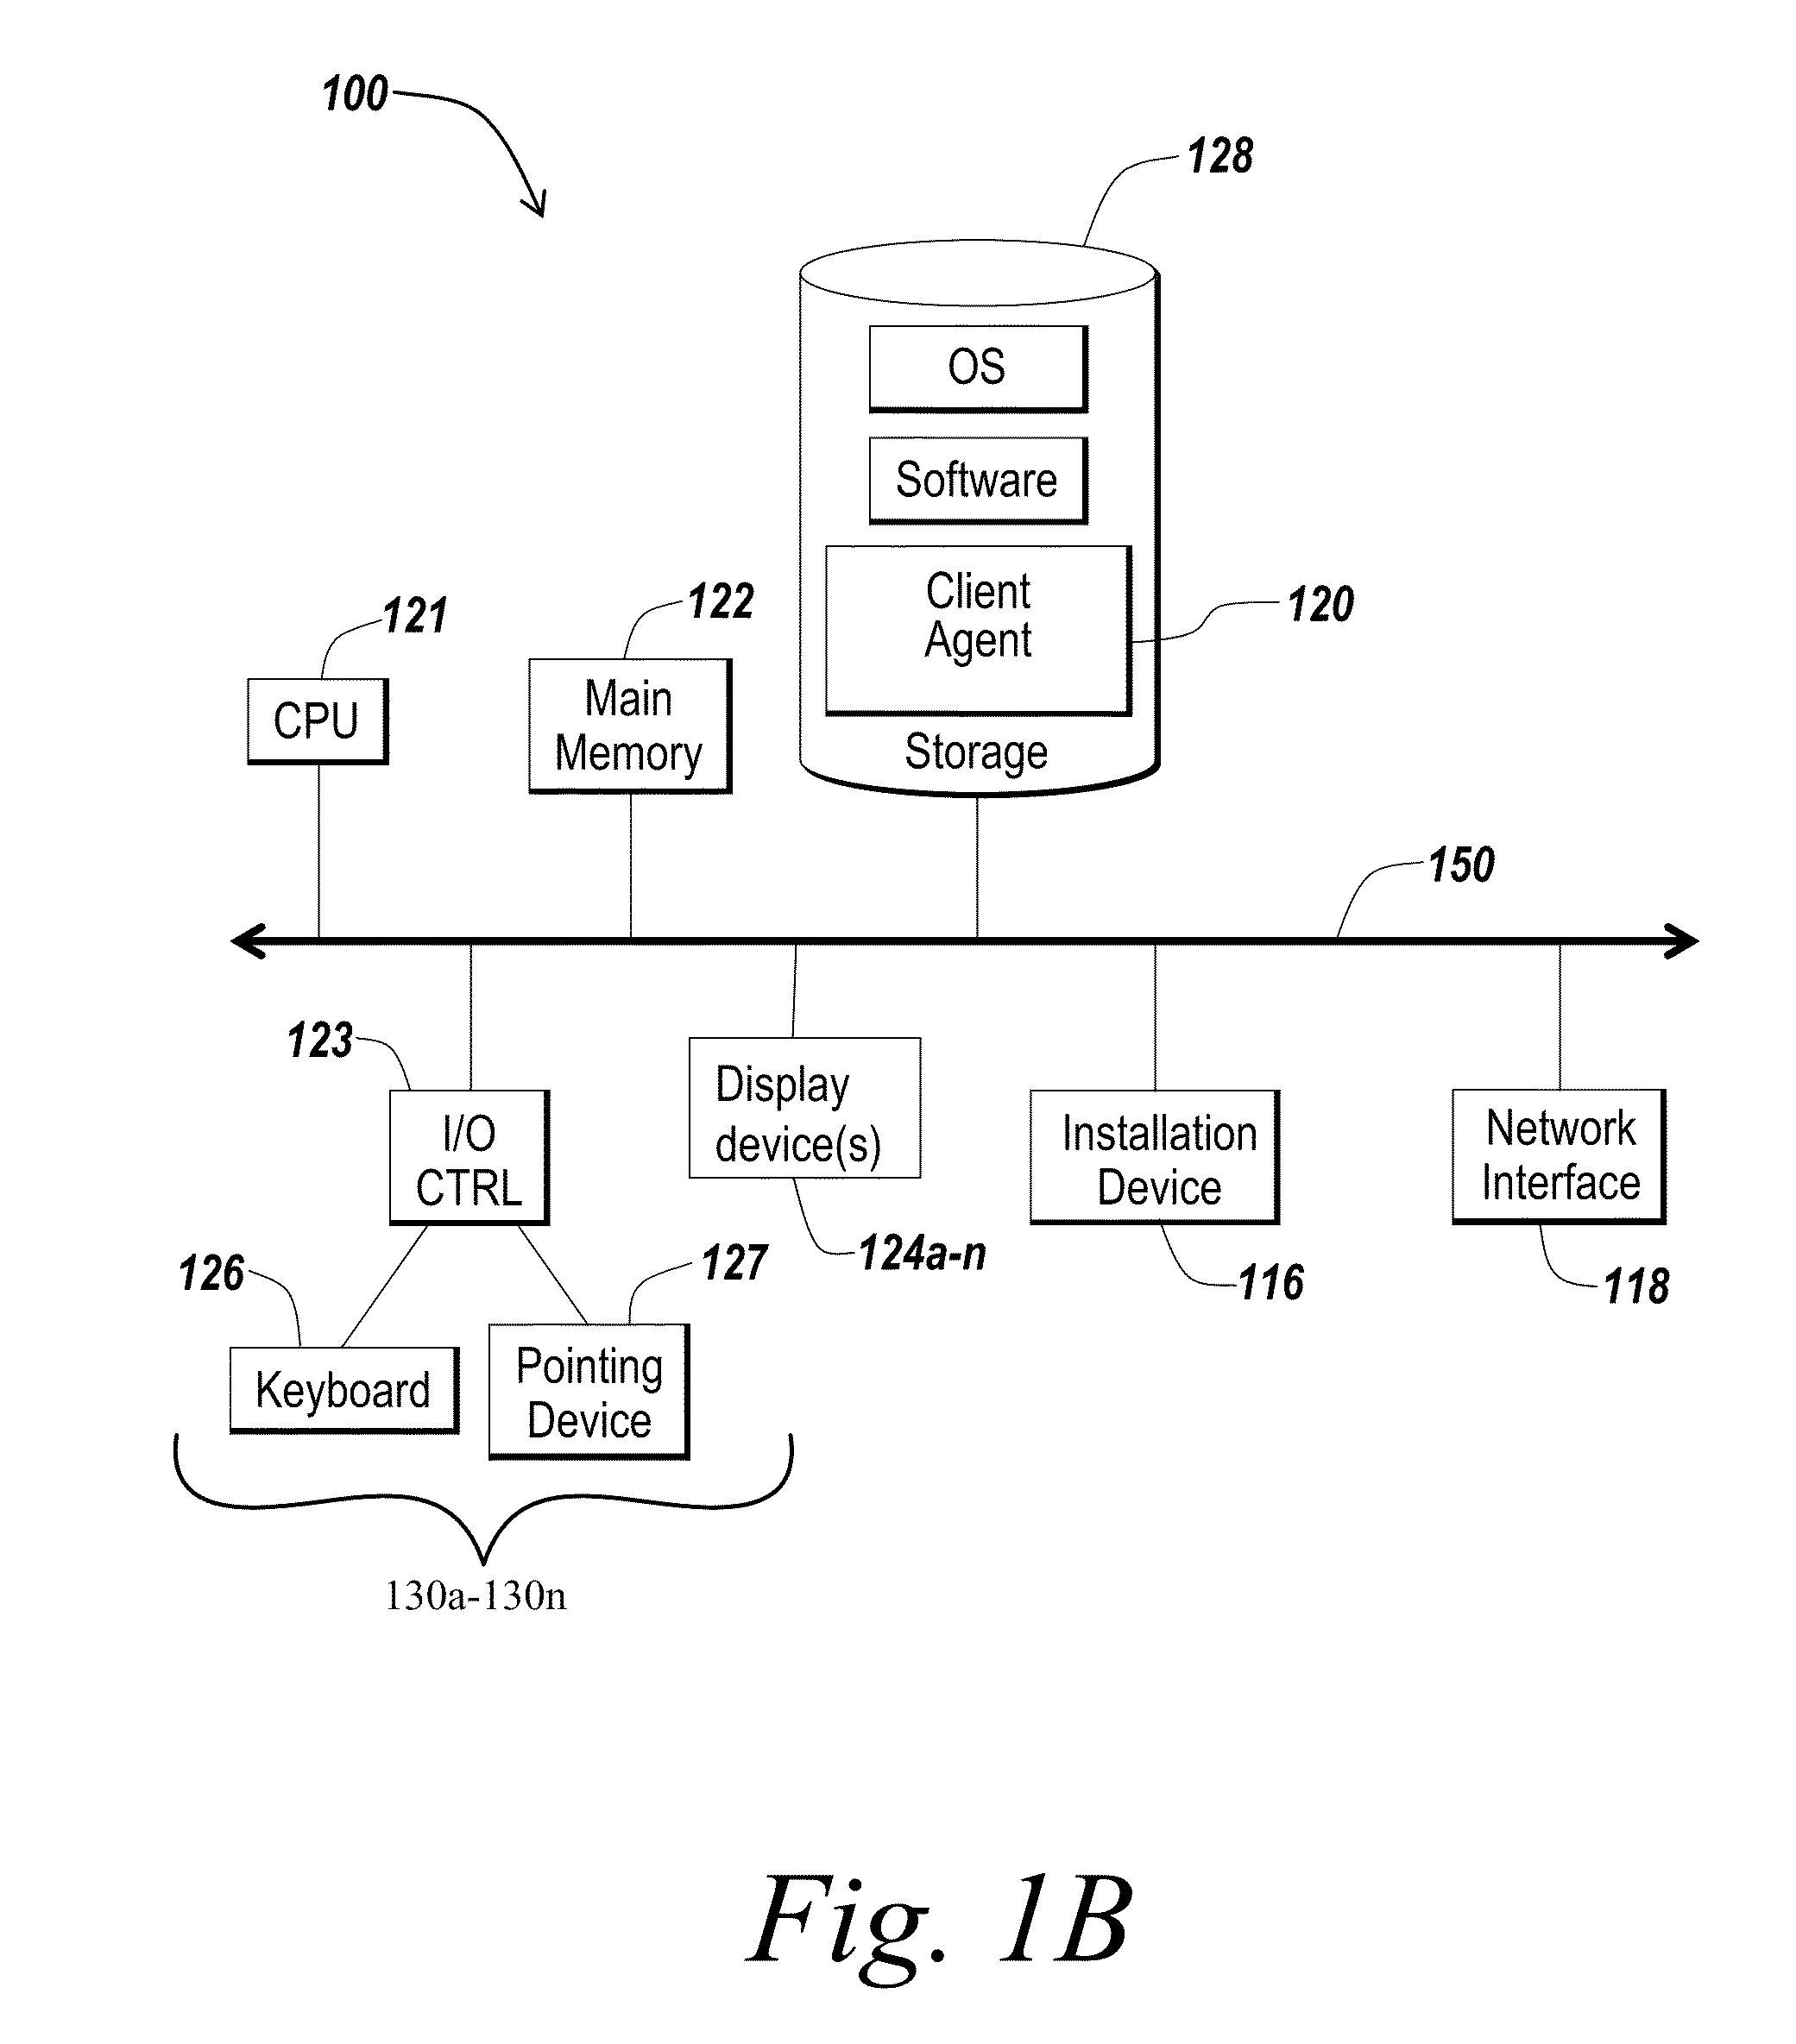 100
128
OS
Software
Client
Agent
120
Storage
121
CPU
122
Main
Memory
150
123
I/O
CTRL
Display
device(s)
124a-n
Installation
Device
116
Network
Interface
118
126
Keyboard
127
Pointing
Device
130a-130n
Fig. 1B